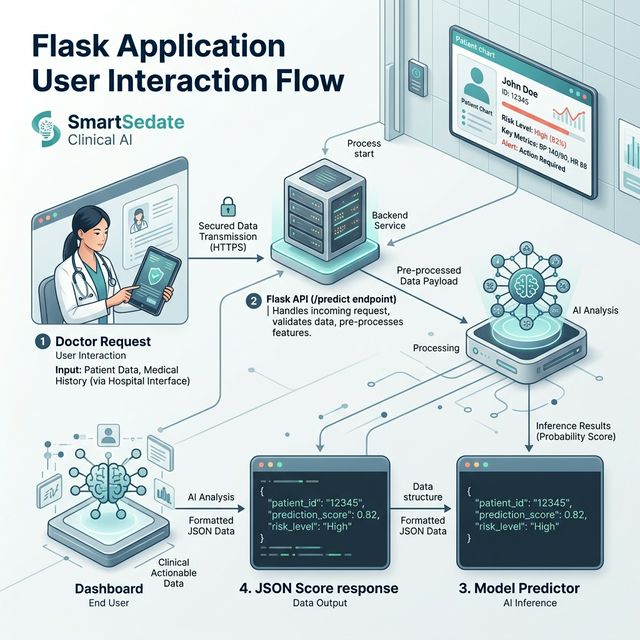 Flask Application
User Interaction Flow
SmartSedate
Clinical AI
Patient chart
Patient Chart
John Doe
ID: 12345
Risk Level: High (82%)
Key Metrics: BP 140/90, HR 88
Alert: Action Required
Process
start
Secured Data
Transmission
(HTTPS)
Backend
Service
Pre-processed
Data Payload
2 Flask API (/predict endpoint)
| Handles incoming request,
validates data, pre-processes
features.
AI Analysis
Processing
1 Doctor Request
User Interaction
Input: Patient Data, Medical
History (via Hospital Interface)
Inference Results
(Probability Score)
AI Analysis
Formatted
JSON Data
{
"patient_id": "12345",
"prediction_score": 0.82,
"risk_level": "High"
}
Data
structure
Formatted
JSON Data
{
"patient_id": "12345",
"prediction_score": 0.82,
"risk_level": "High"
}
Clinical
Actionable
Data
Dashboard
End User
4. JSON Score response
Data Output
3. Model Predictor
AI Inference